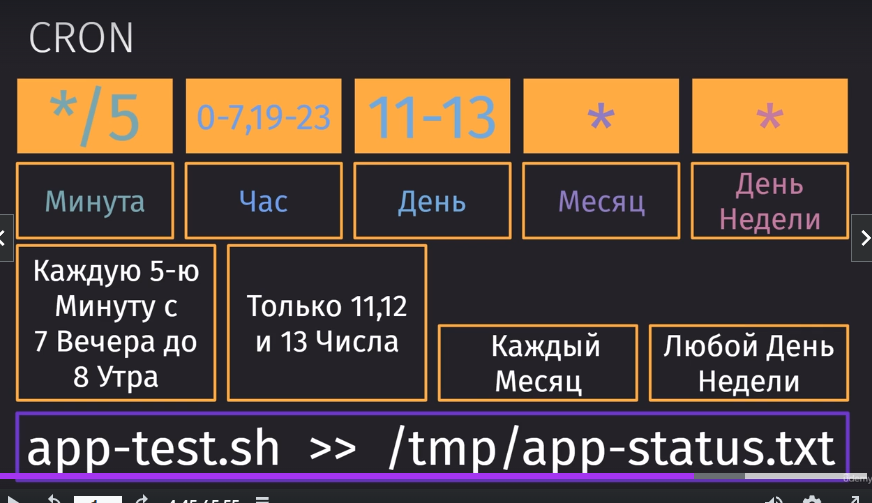 CRON
*/5
0-7,19-23
11-13
*
*
Минута
Час
День
Месяц
День
Недели
Каждую 5-ю
Минуту с
7 Вечера до
8 Утра
Только 11,12
и 13 Числа
Каждый
Месяц
Любой День
Недели
app-test.sh >> /tmp/app-status.txt